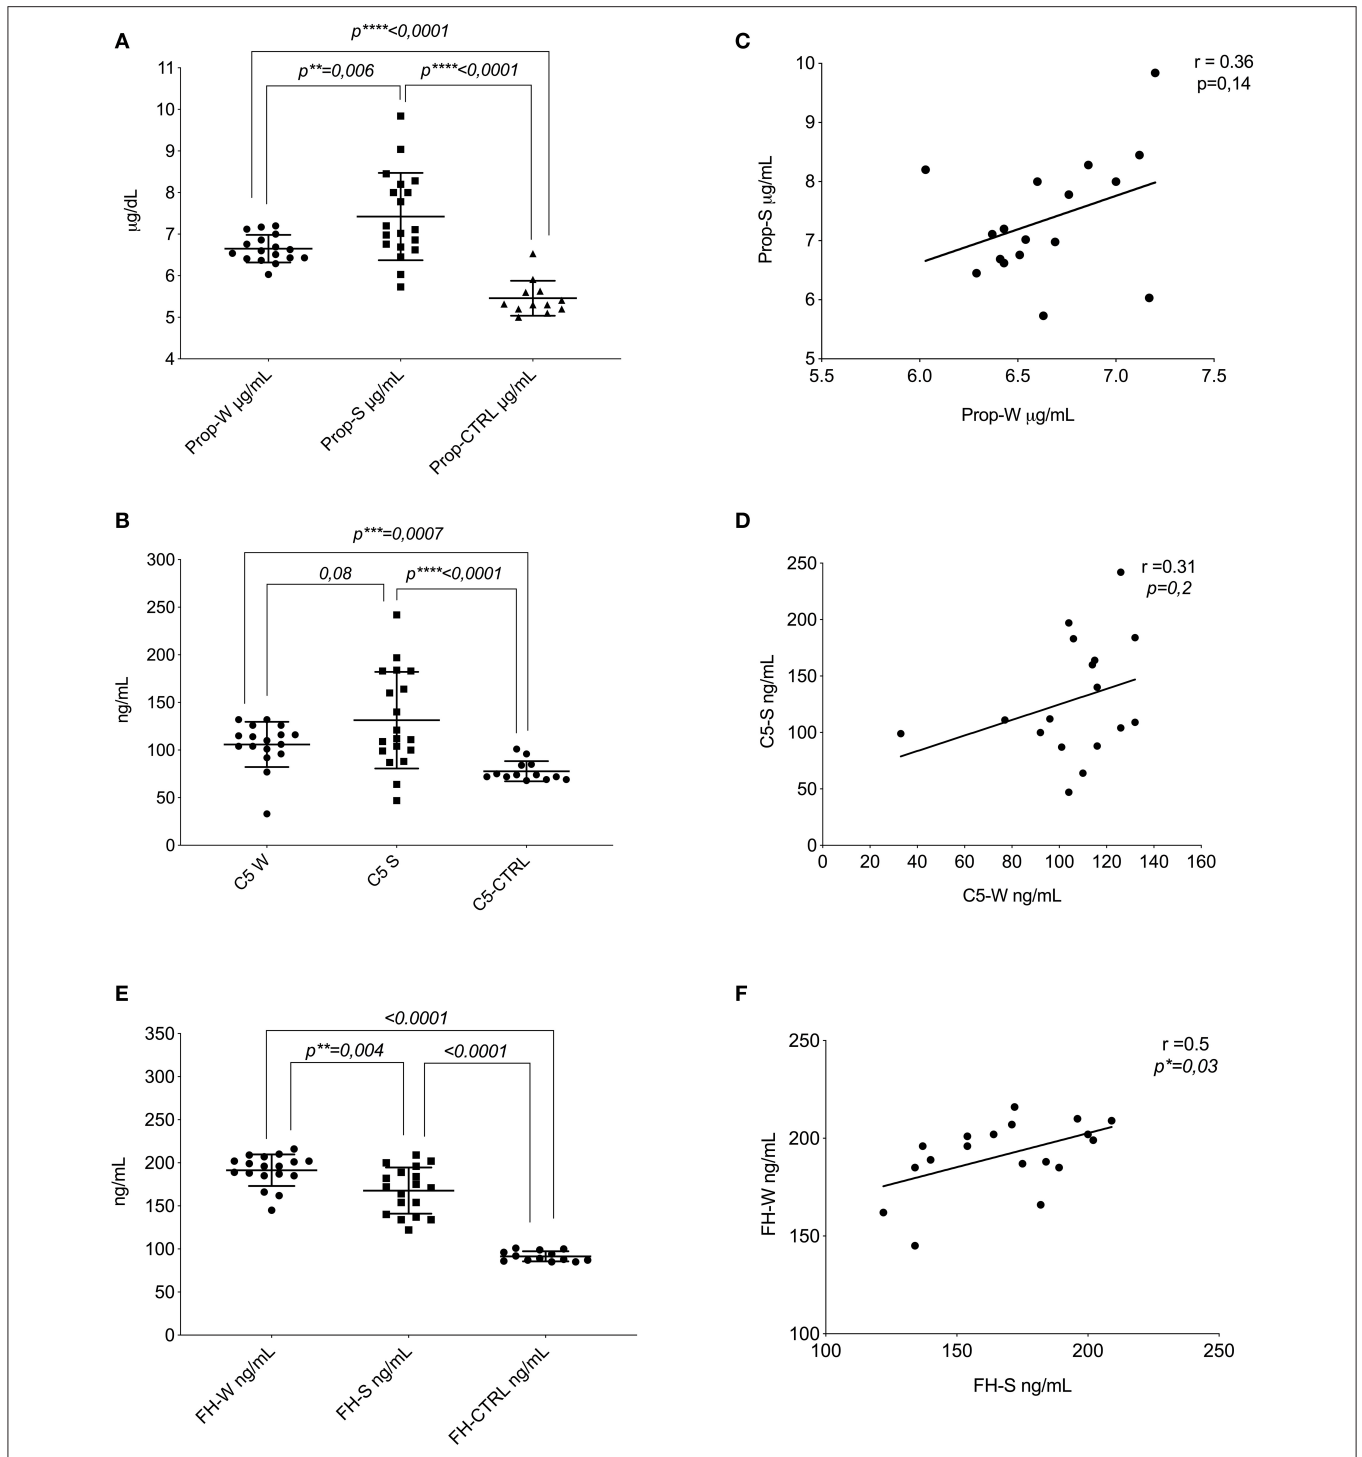 A
p****<0,0001
p**=0,006
p****<0,0001
11
10
9
8
7
6
5
4
µg/dL
Prop-W µg/mL
Prop-S µg/mL
Prop-CTRL µg/mL
C
r = 0.36
p=0,14
10
9
8
7
6
5
Prop-S µg/mL
5.5
6.0
6.5
7.0
7.5
Prop-W µg/mL
B
p***=0,0007
0,08
p****<0,0001
300
250
200
150
100
50
0
ng/mL
C5 W
C5 S
C5-CTRL
D
r =0.31
p=0,2
250
200
150
100
50
0
C5-S ng/mL
0
20
40
60
80
100
120
140
160
C5-W ng/mL
E
<0.0001
p**=0,004
<0.0001
350
300
250
200
150
100
50
0
ng/mL
FH-W ng/mL
FH-S ng/mL
FH-CTRL ng/mL
F
r =0.5
p*=0,03
250
200
150
100
FH-W ng/mL
100
150
200
250
FH-S ng/mL